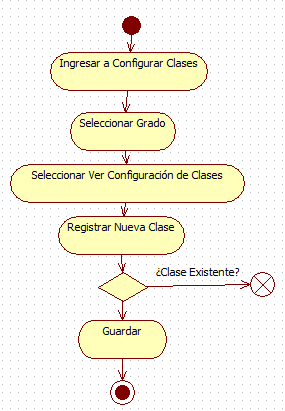 Ingresar a Configurar Clases
Seleccionar Grado
Seleccionar Ver Configuración de Clases
Registrar Nueva Clase
¿Clase Existente?
Guardar